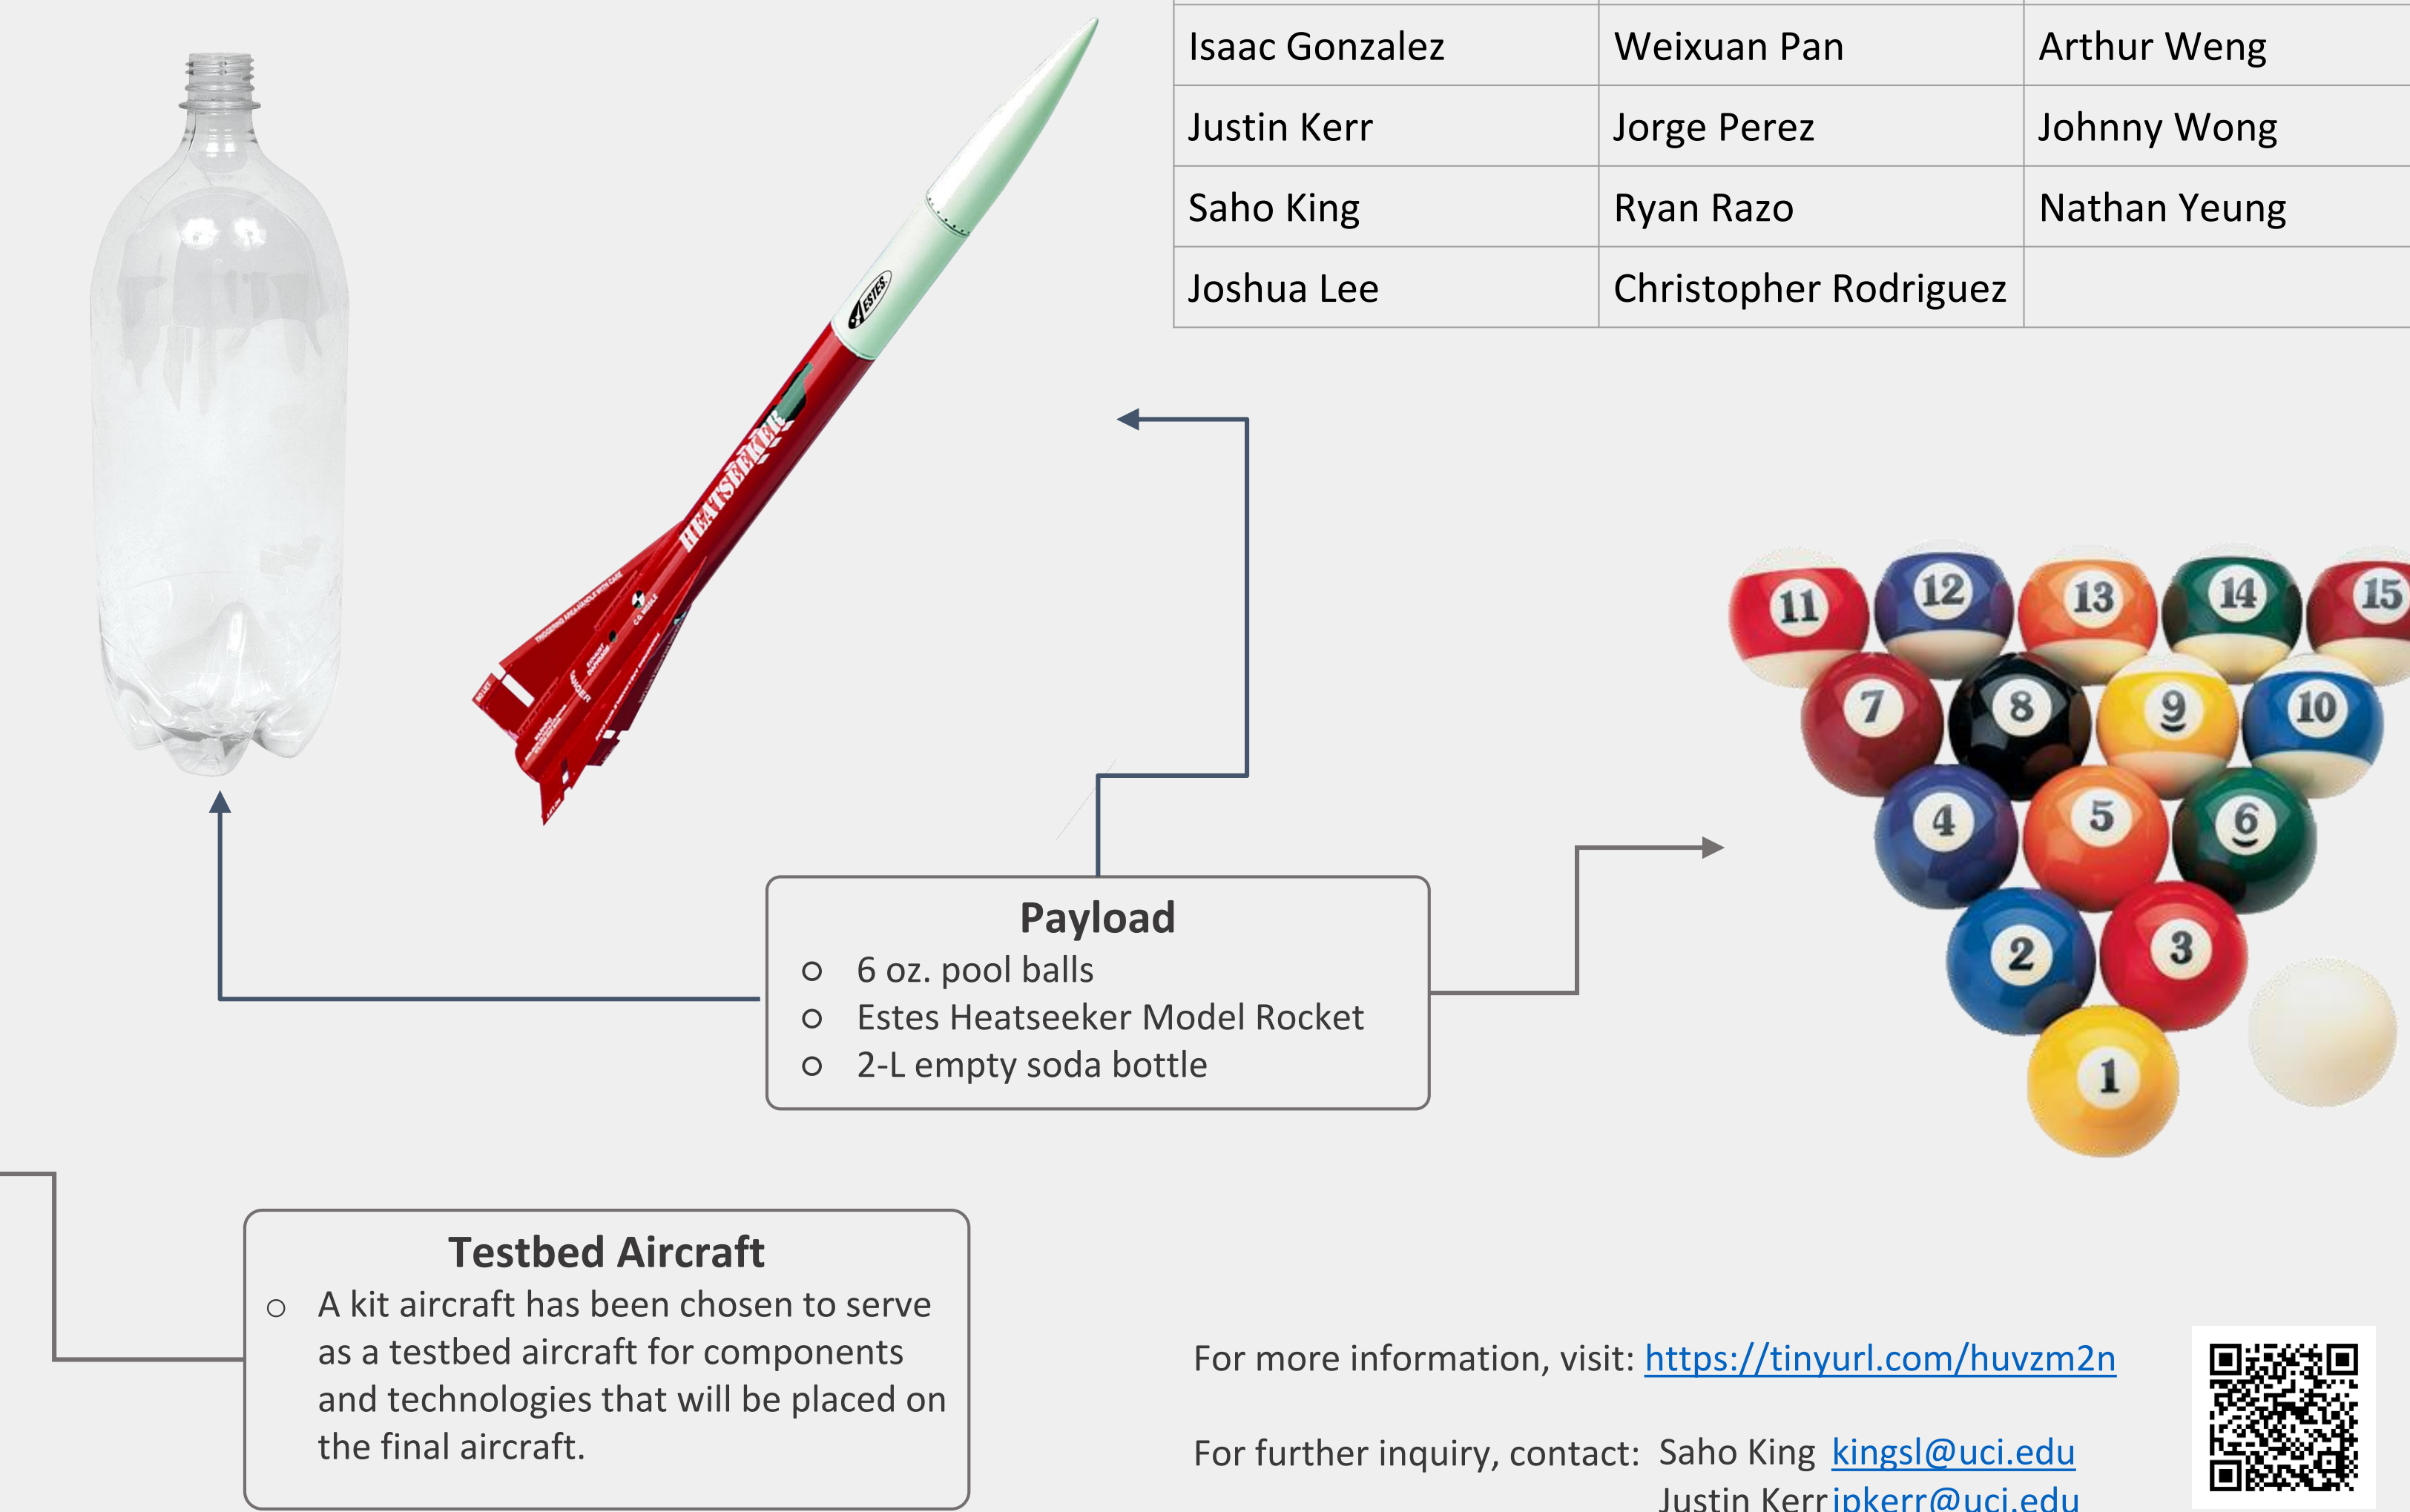 Isaac Gonzalez Weixuan Pan Arthur Weng
Justin Kerr Jorge Perez Johnny Wong
Saho King Ryan Razo Nathan Yeung
Joshua Lee Christopher Rodriguez
ESTES
HEATSEEKER
11 12 13 14 15
7 8 9 10
4 5 6
2 3
1
Payload
6 oz. pool balls
Estes Heatseeker Model Rocket
2-L empty soda bottle
Testbed Aircraft
A kit aircraft has been chosen to serve
as a testbed aircraft for components
and technologies that will be placed on
the final aircraft.
For more information, visit: https://tinyurl.com/huvzm2n
For further inquiry, contact: Saho King kingsl@uci.edu
Justin Kerr jpkerr@uci.edu